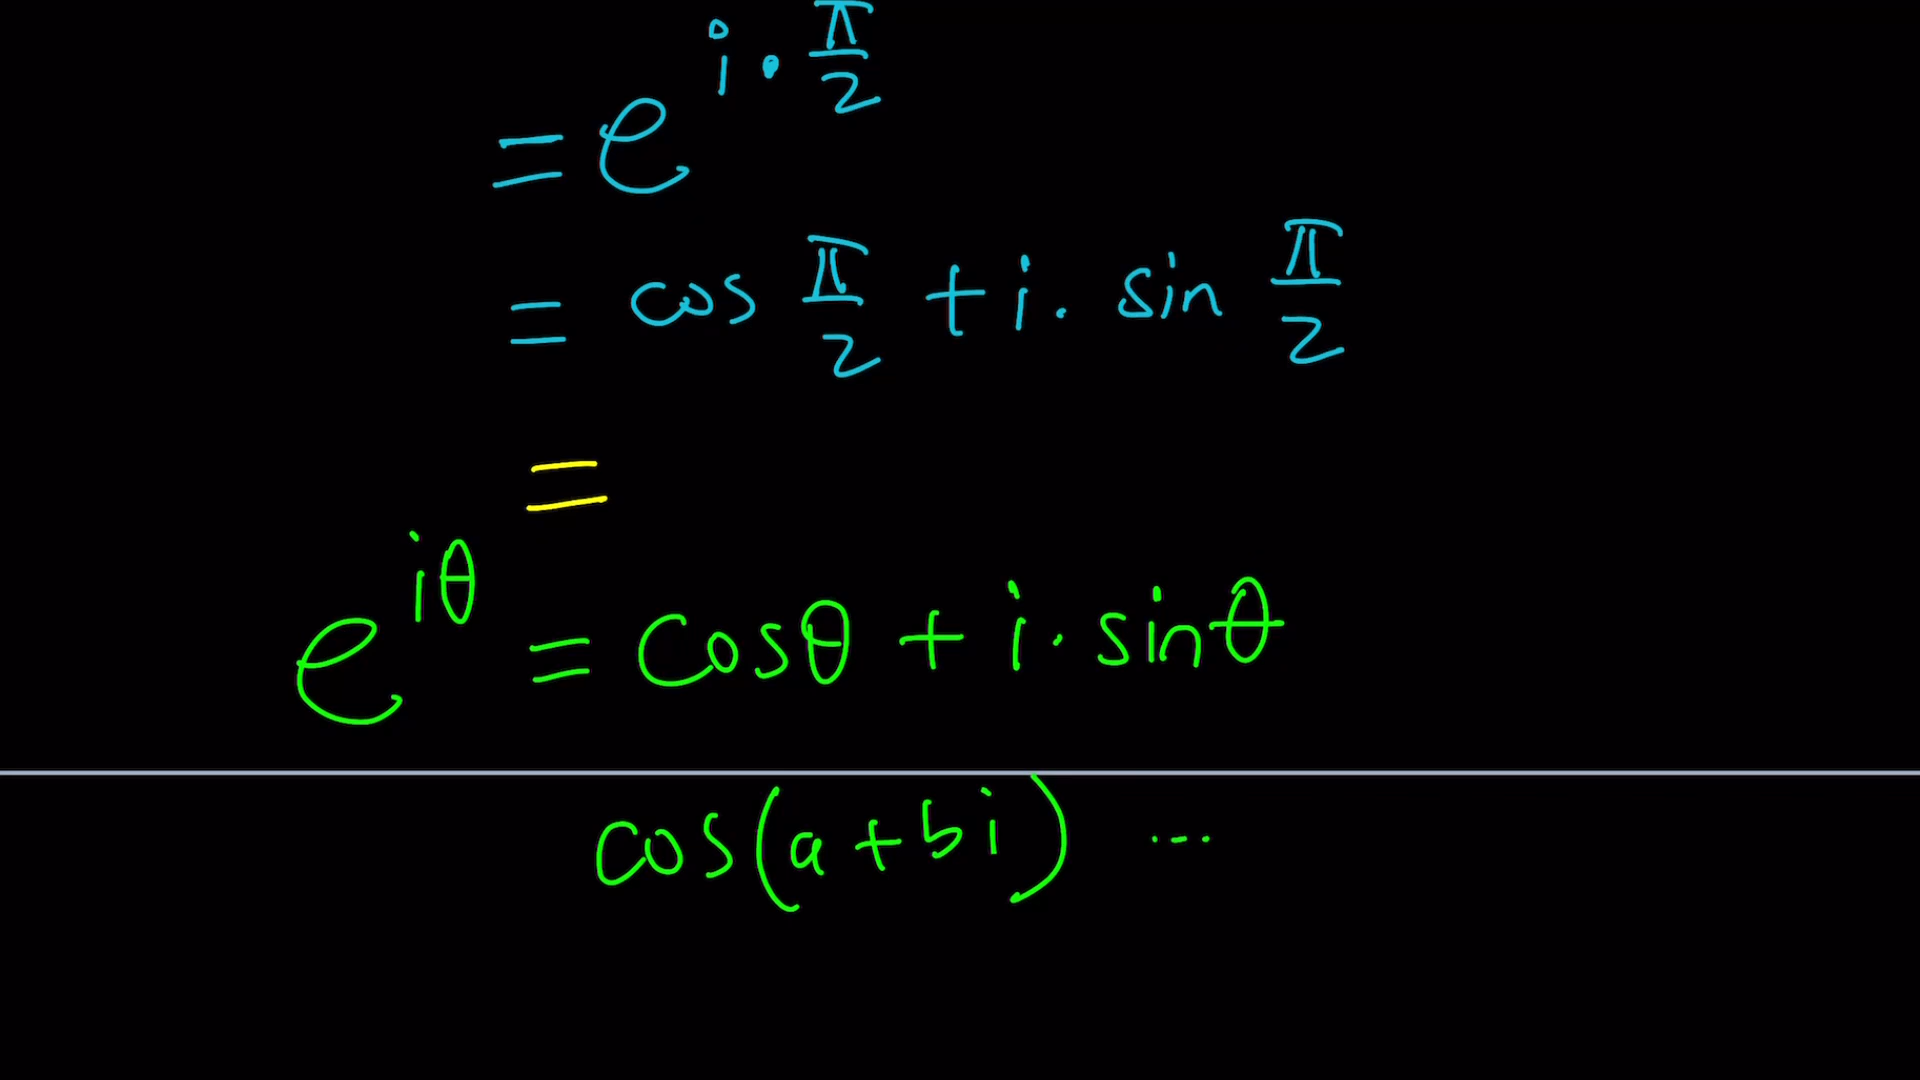 = e^{i · π/2}
= cos π/2 + i · sin π/2
=
e^{iθ} = cosθ + i · sinθ
cos(a + bi) ...